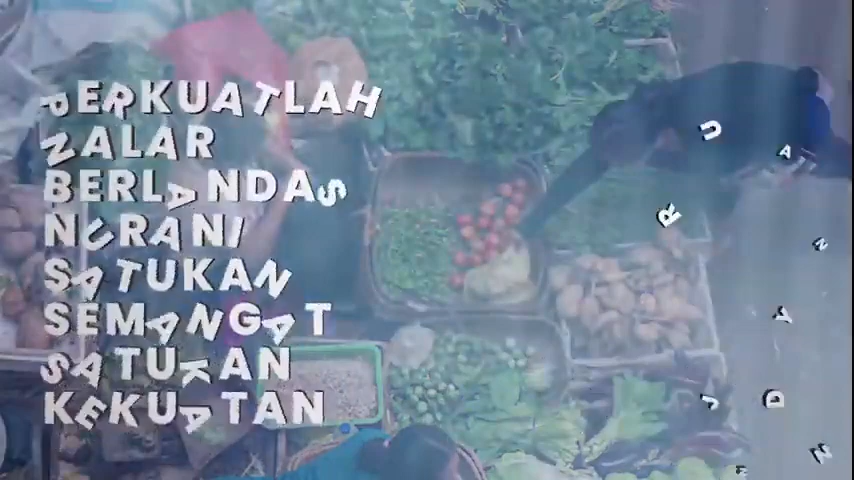 PERKUATLAH
NALAR
BERLANDAS
NURANI
SATUKAN
SEMANGAT
SATUKAN
KEKUATAN